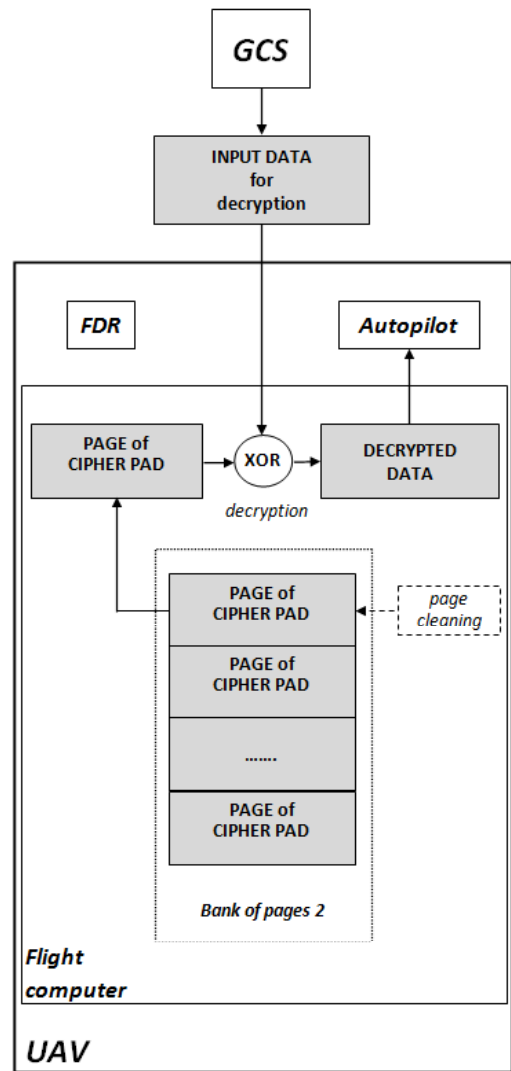 GCS
INPUT DATA
for
decryption
FDR
Autopilot
PAGE of
CIPHER PAD
XOR
DECRYPTED
DATA
decryption
PAGE of
CIPHER PAD
page
cleaning
PAGE of
CIPHER PAD
.......
PAGE of
CIPHER PAD
Bank of pages 2
Flight
computer
UAV